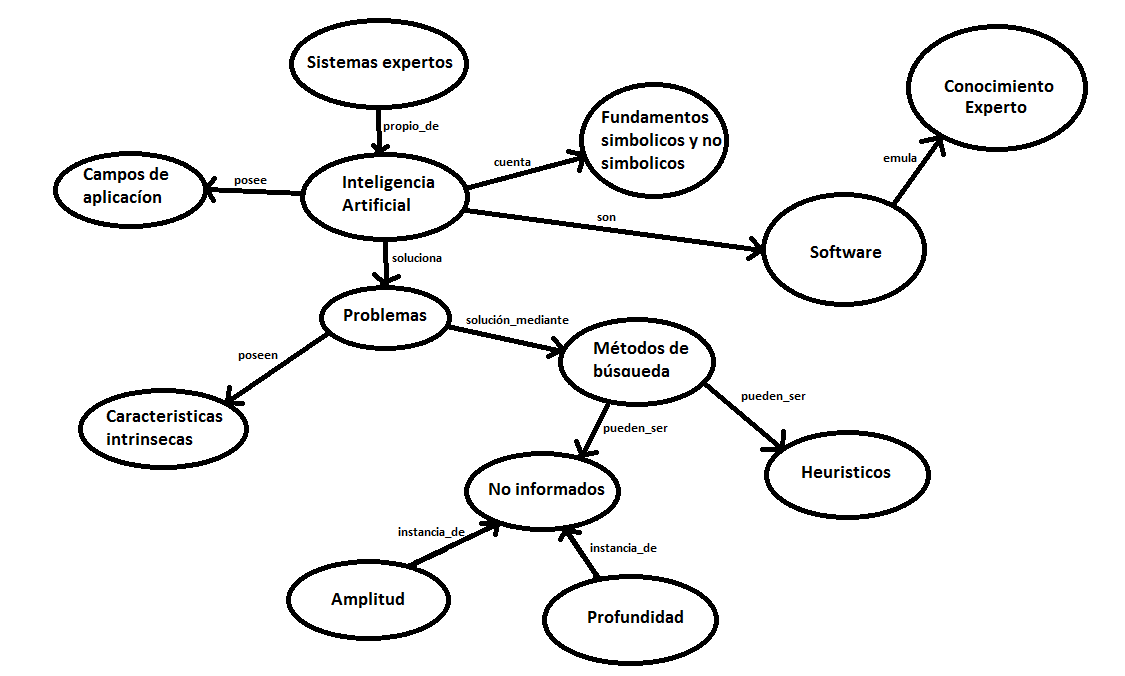 Sistemas expertos
propio_de
Conocimiento
Experto
Fundamentos
simbolicos y no
simbolicos
cuenta
emula
Campos de
aplicacíon
posee
Inteligencia
Artificial
son
Software
soluciona
Problemas
solución_mediante
Métodos de
búsqueda
poseen
Caracteristicas
intrinsecas
pueden_ser
pueden_ser
Heuristicos
No informados
instancia_de
instancia_de
Amplitud
Profundidad